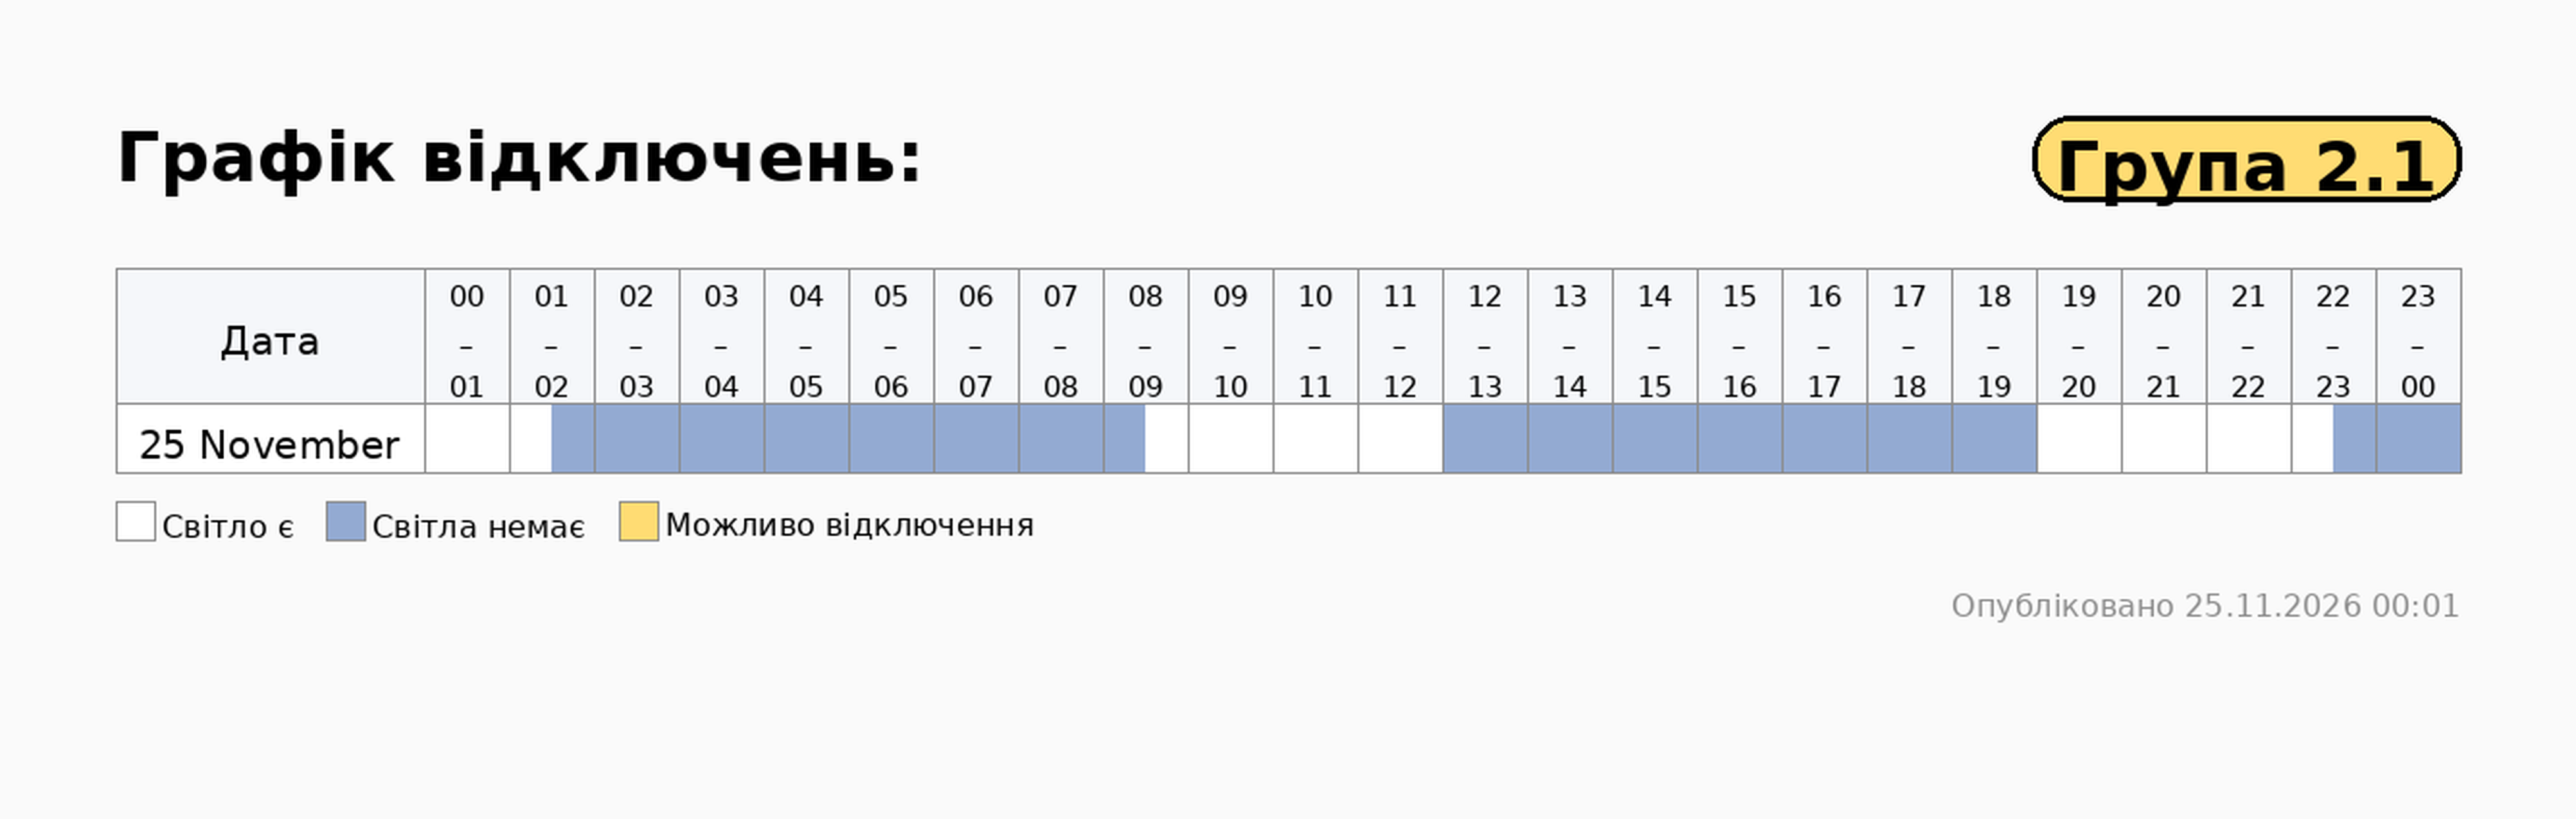 Графік відключень:
Група 2.1
Дата
00 – 01
01 – 02
02 – 03
03 – 04
04 – 05
05 – 06
06 – 07
07 – 08
08 – 09
09 – 10
10 – 11
11 – 12
12 – 13
13 – 14
14 – 15
15 – 16
16 – 17
17 – 18
18 – 19
19 – 20
20 – 21
21 – 22
22 – 23
23 – 00
25 November
Світло є
Світла немає
Можливо відключення
Опубліковано 25.11.2026 00:01